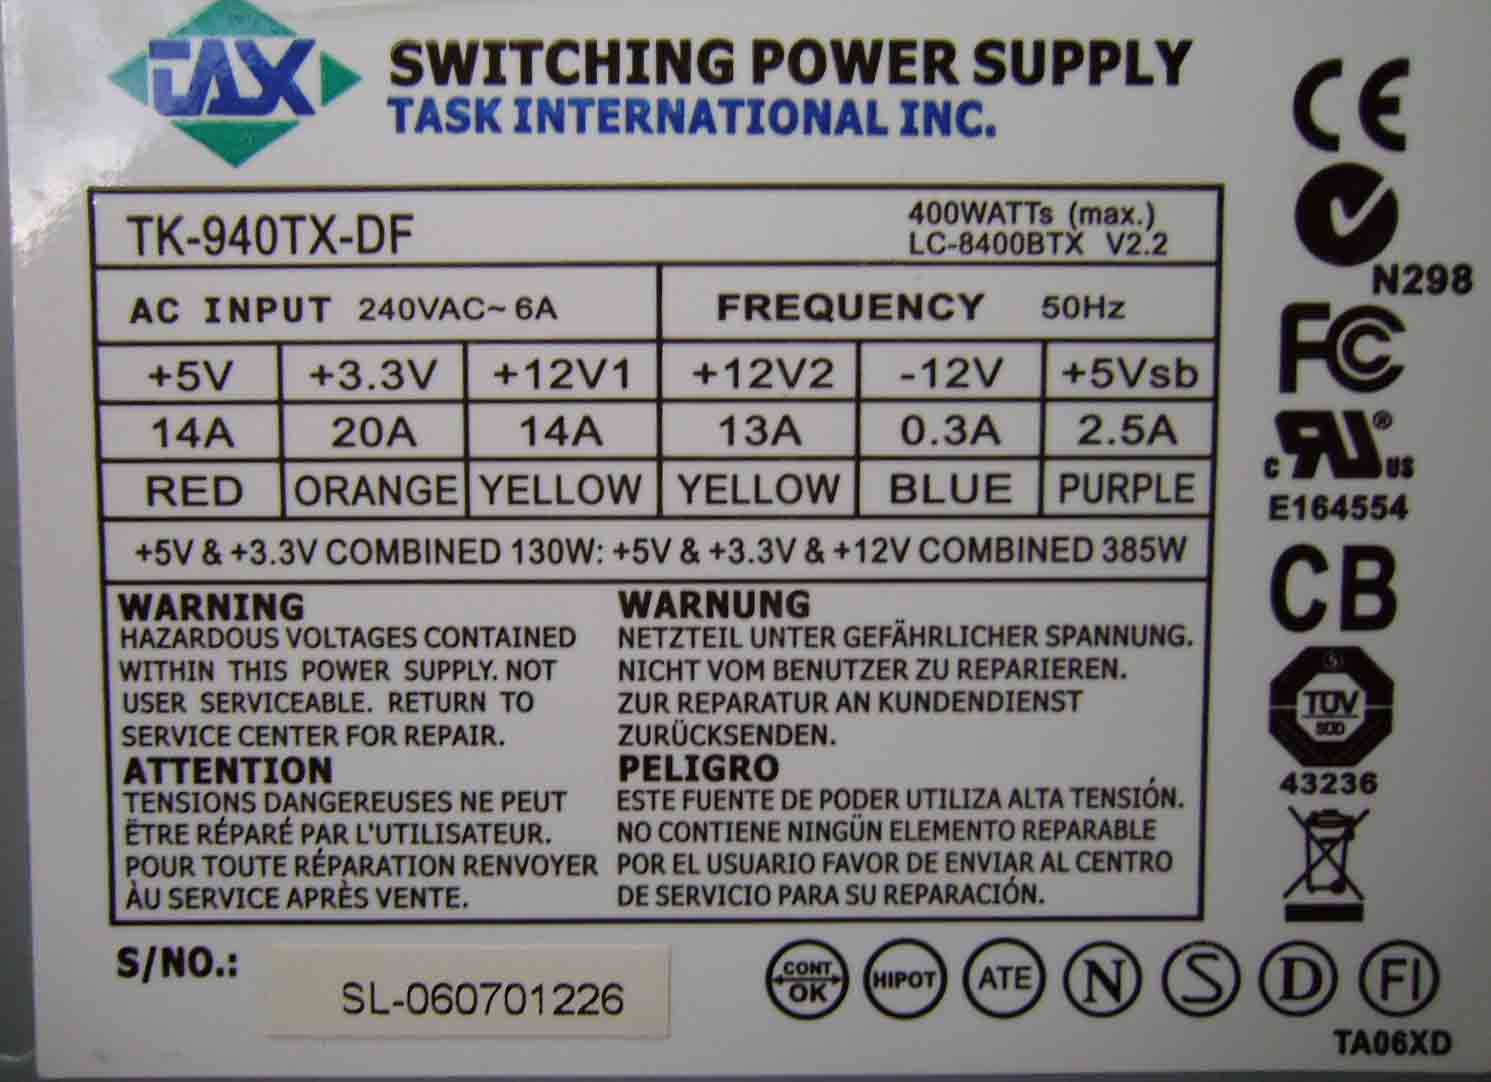 TAX
SWITCHING POWER SUPPLY
TASK INTERNATIONAL INC.
TK-940TX-DF
400WATTs (max.)
LC-8400BTX V2.2
AC INPUT 240VAC~ 6A
FREQUENCY 50Hz
+5V +3.3V +12V1 +12V2 -12V +5Vsb
14A 20A 14A 13A 0.3A 2.5A
RED ORANGE YELLOW YELLOW BLUE PURPLE
+5V & +3.3V COMBINED 130W: +5V & +3.3V & +12V COMBINED 385W
WARNING
HAZARDOUS VOLTAGES CONTAINED
WITHIN THIS POWER SUPPLY. NOT
USER SERVICEABLE. RETURN TO
SERVICE CENTER FOR REPAIR.
WARNUNG
NETZTEIL UNTER GEFÄHRLICHER SPANNUNG.
NICHT VOM BENUTZER ZU REPARIEREN.
ZUR REPARATUR AN KUNDENDIENST
ZURÜCKSENDEN.
ATTENTION
TENSIONS DANGEREUSES NE PEUT
ËTRE RÉPARÉ PAR L'UTILISATEUR.
POUR TOUTE RÉPARATION RENVOYER
ÀU SERVICE APRÈS VENTE.
PELIGRO
ESTE FUENTE DE PODER UTILIZA ALTA TENSIÓN.
NO CONTIENE NINGÜN ELEMENTO REPARABLE
POR EL USUARIO FAVOR DE ENVIAR AL CENTRO
DE SERVICIO PARA SU REPARACIÓN.
S/NO.:
SL-060701226
CONT OK
HIPOT
ATE
N
S
D
FI
TA06XD
CE
N298
FCC
C RU® US
E164554
CB
TÜV
SÜD
43236